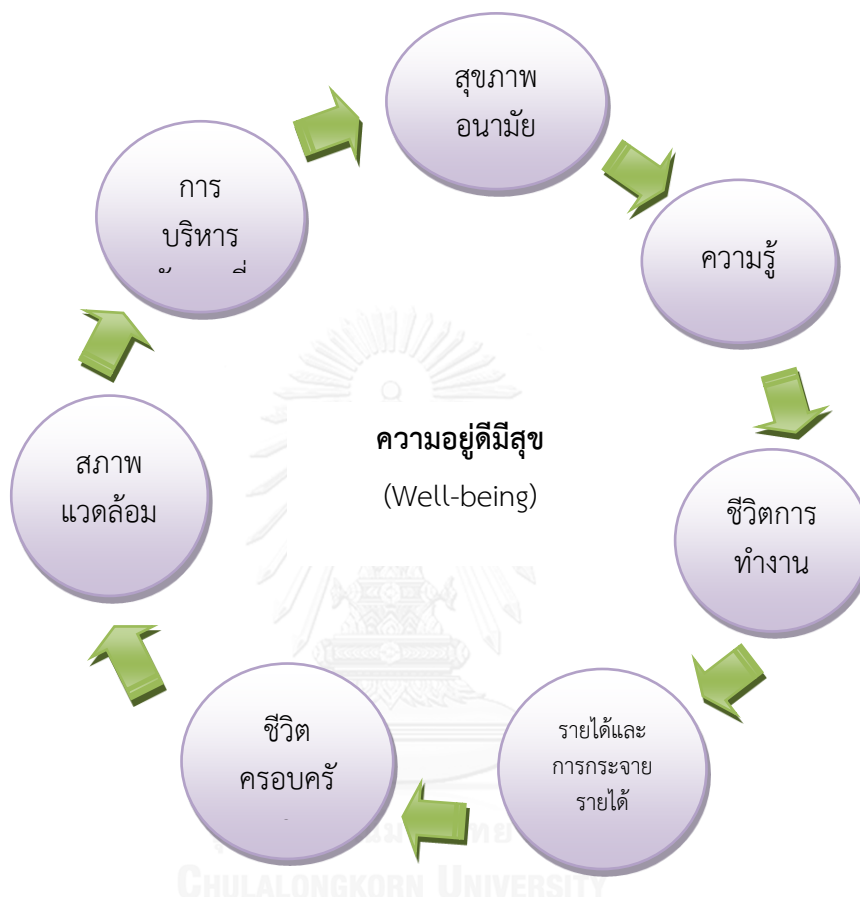 สุขภาพ
อนามัย
ความรู้
ชีวิตการ
ทำงาน
รายได้และ
การกระจาย
รายได้
ชีวิต
ครอบครั
สภาพ
แวดล้อม
การ
บริหาร
ความอยู่ดีมีสุข
(Well-being)
CHULALONGKORN UNIVERSITY